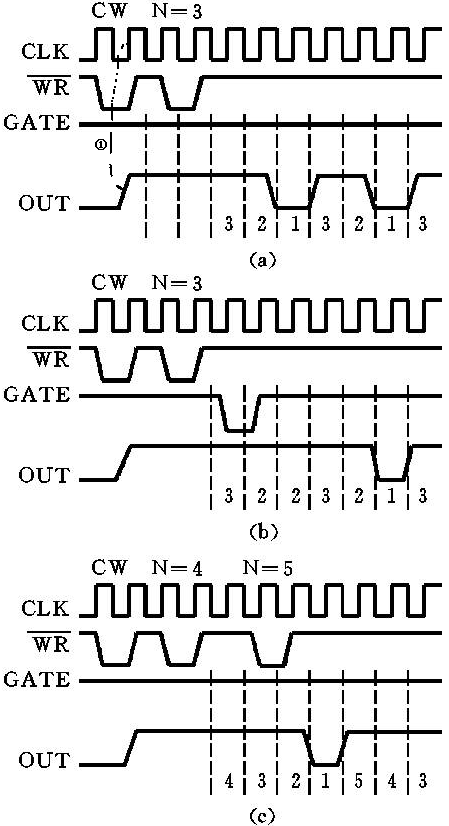 CW N=3
CLK
WR
GATE
①
OUT
3 2 1 3 2 1 3
(a)
CW N=3
CLK
WR
GATE
OUT
3 2 2 3 2 1 3
(b)
CW N=4 N=5
CLK
WR
GATE
OUT
4 3 2 1 5 4 3
(c)